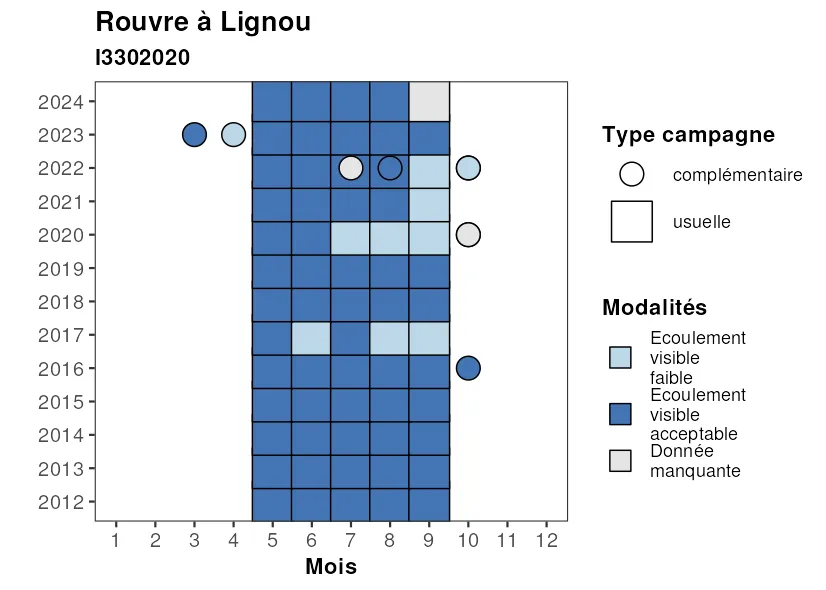 Rouvre à Lignou
I3302020
2024
2023
2022
2021
2020
2019
2018
2017
2016
2015
2014
2013
2012
1 2 3 4 5 6 7 8 9 10 11 12
Mois
Type campagne
complémentaire
usuelle
Modalités
Ecoulement
visible
faible
Ecoulement
visible
acceptable
Donnée
manquante